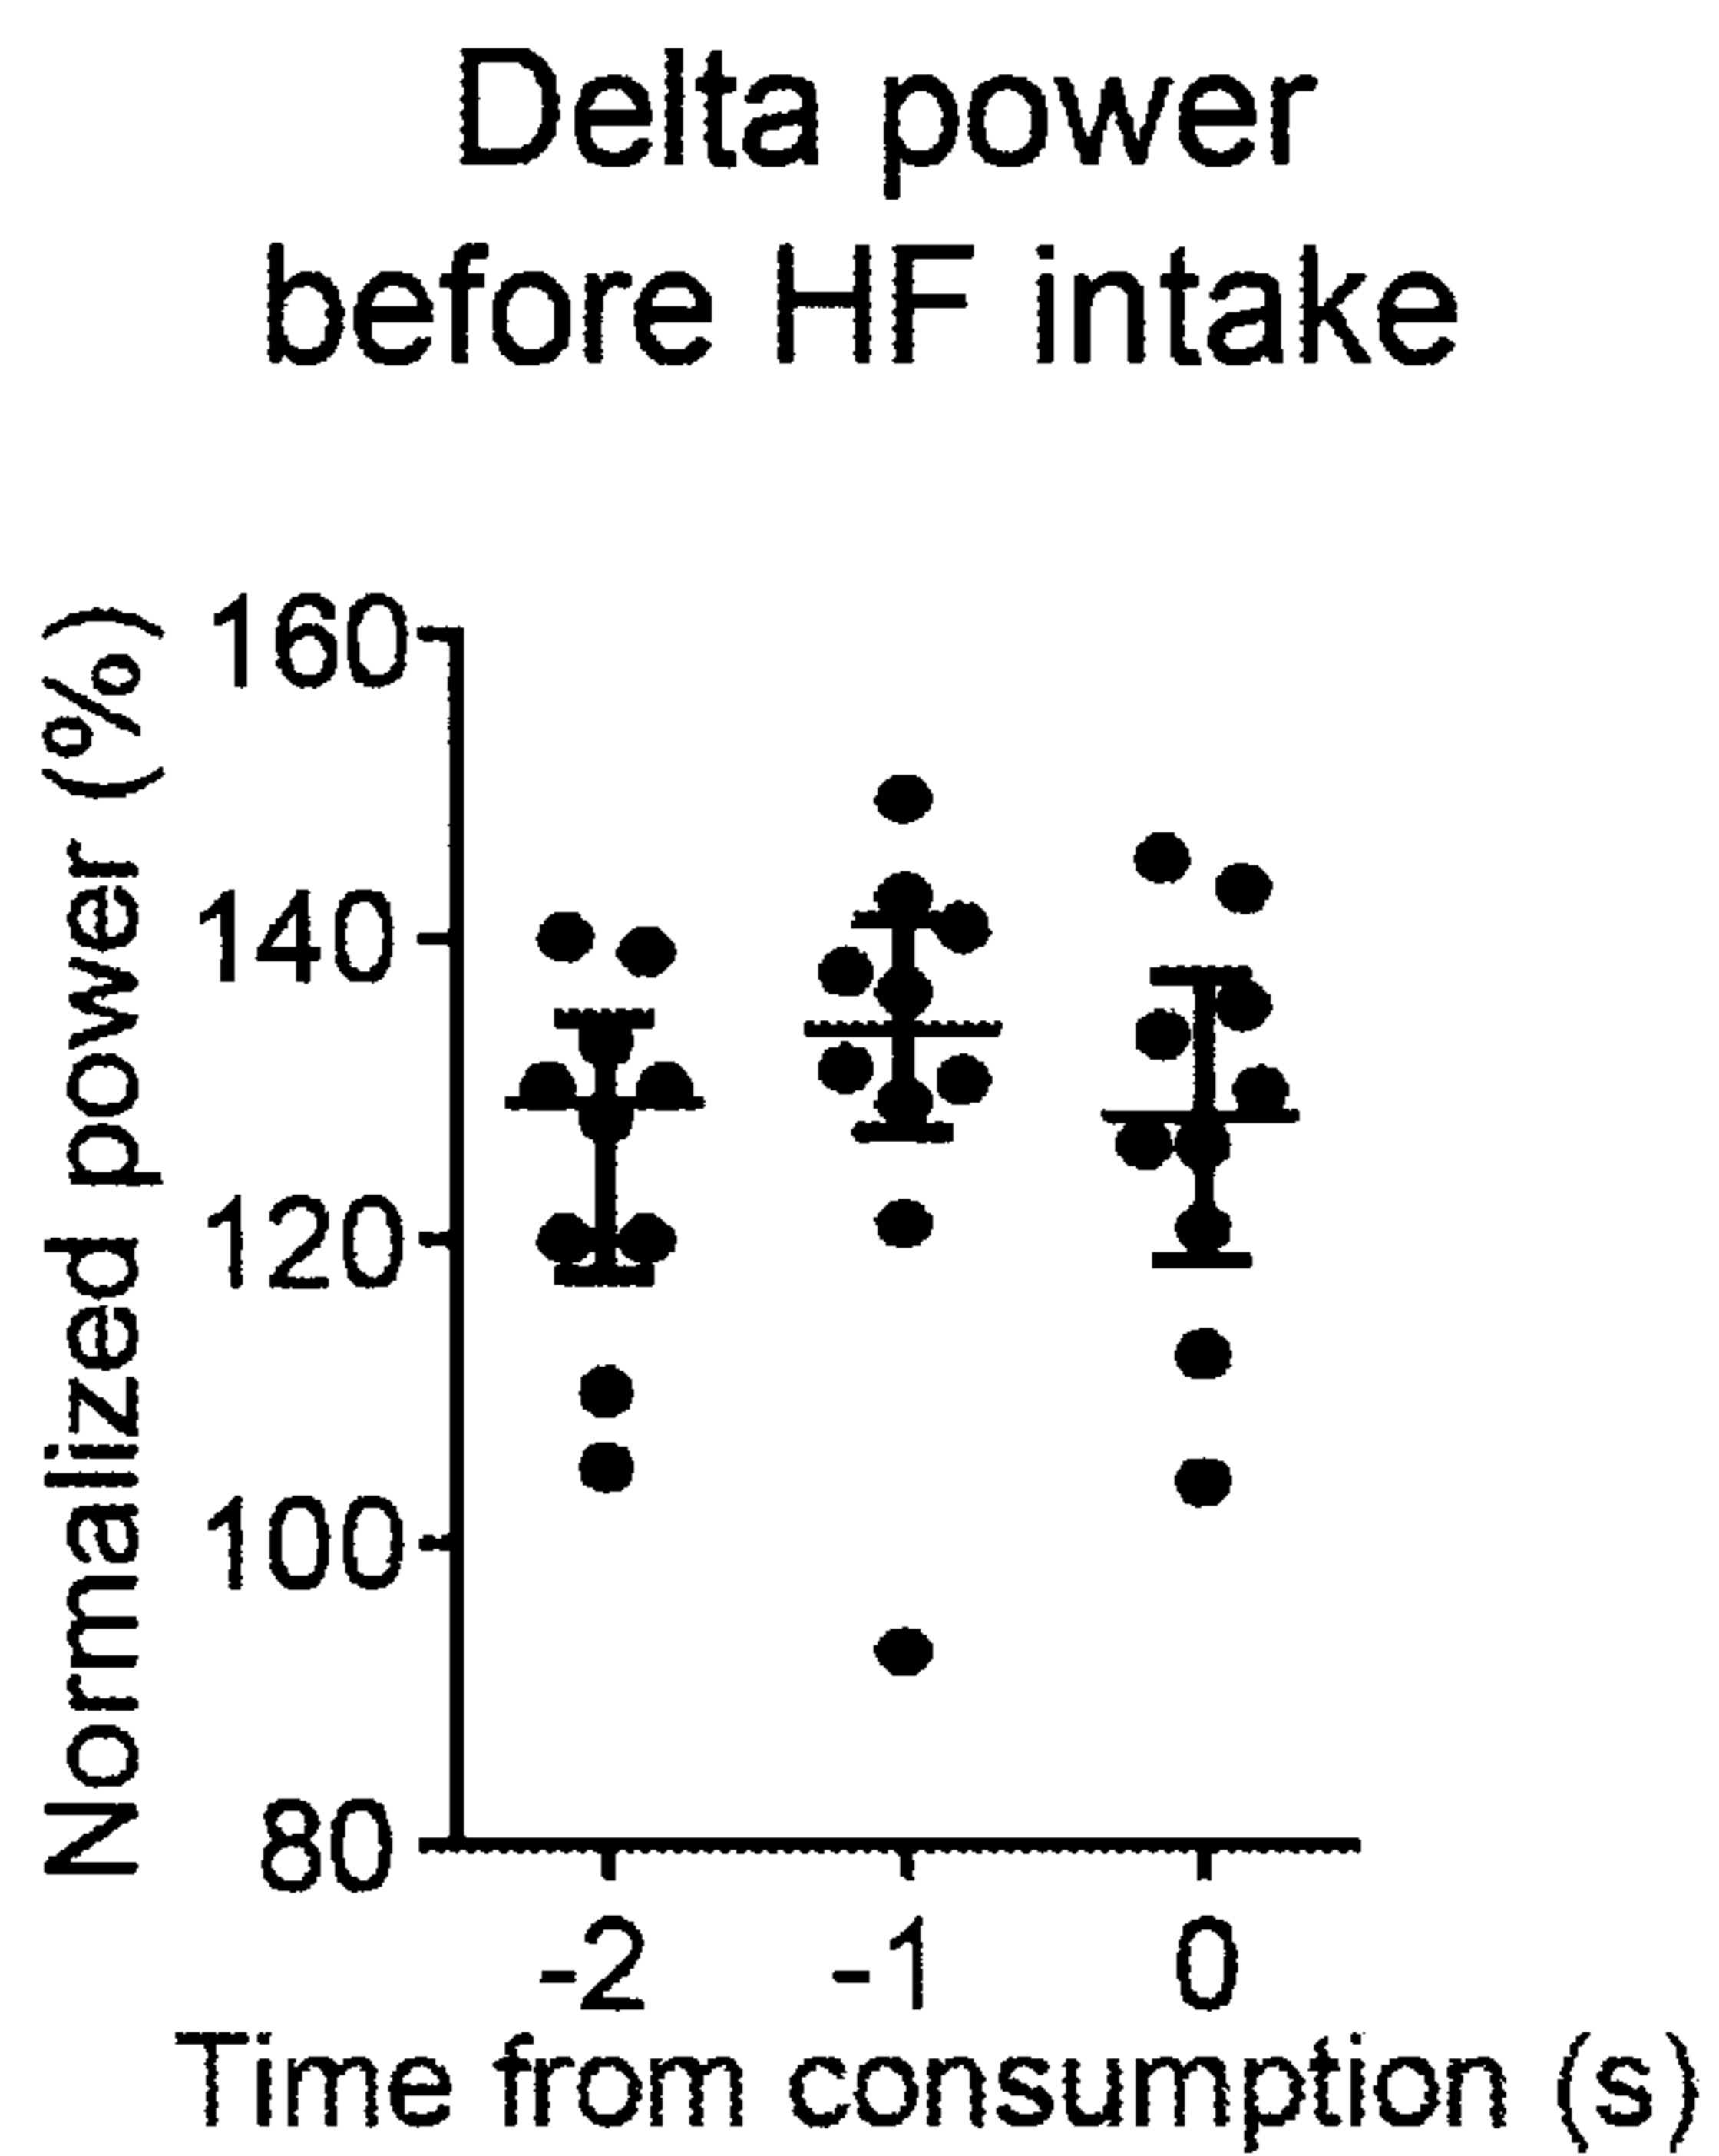 Delta power
before HF intake
Normalized power (%)
160
140
120
100
80
-2 -1 0
Time from consumption (s)